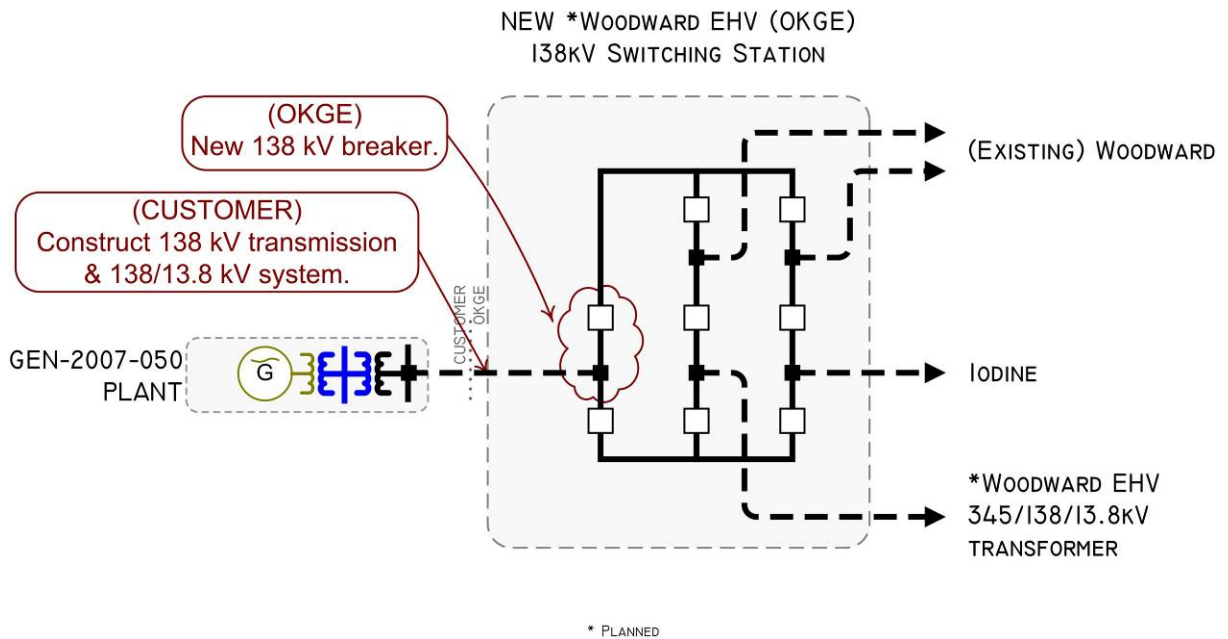 NEW *WOODWARD EHV (OKGE)
138KV SWITCHING STATION
(OKGE)
New 138 kV breaker.
(EXISTING) WOODWARD
(CUSTOMER)
Construct 138 kV transmission
& 138/13.8 kV system.
CUSTOMER
OKGE
GEN-2007-050
PLANT
G
IODINE
*WOODWARD EHV
345/138/13.8KV
TRANSFORMER
* PLANNED